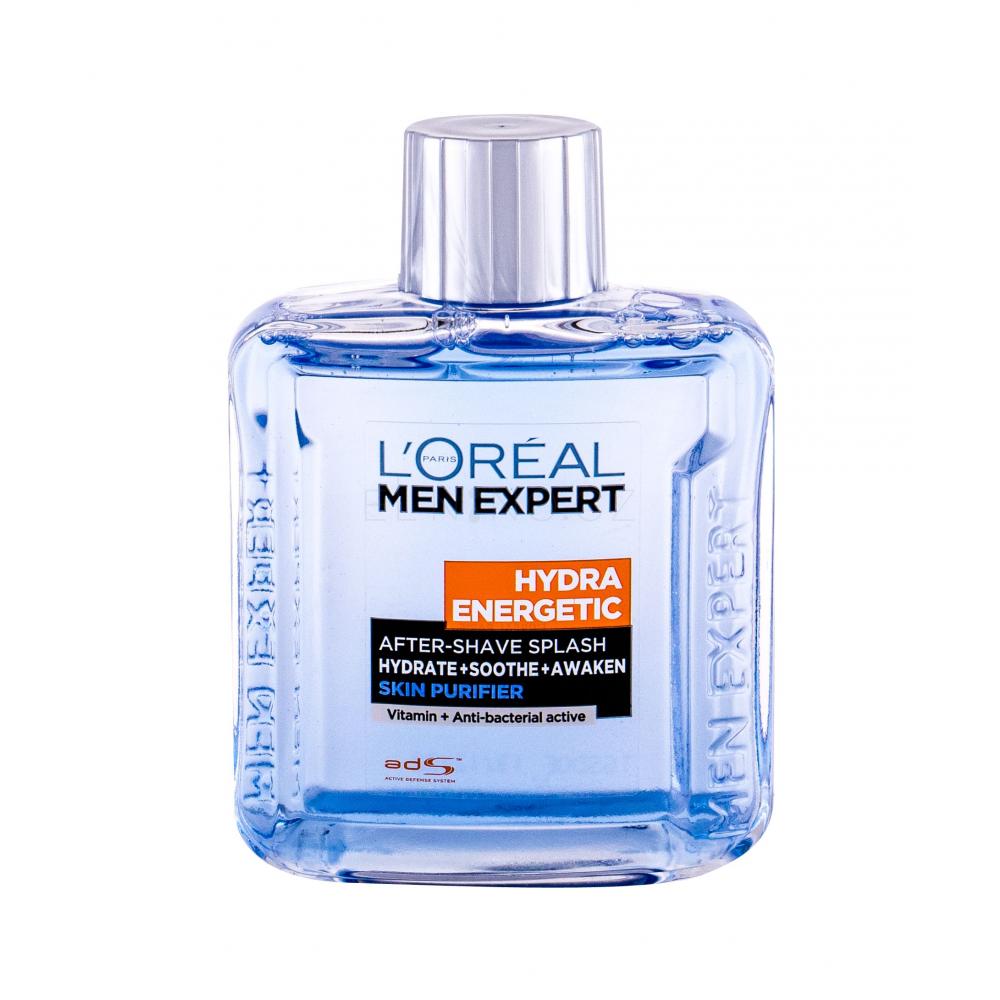 L'ORÉAL
PARIS
MEN EXPERT
HYDRA
ENERGETIC
AFTER-SHAVE SPLASH
HYDRATE+SOOTHE+AWAKEN
SKIN PURIFIER
Vitamin + Anti-bacterial active
adS™
ACTIVE DEFENSE SYSTEM
MEN EXPERT
MEN EXPERT